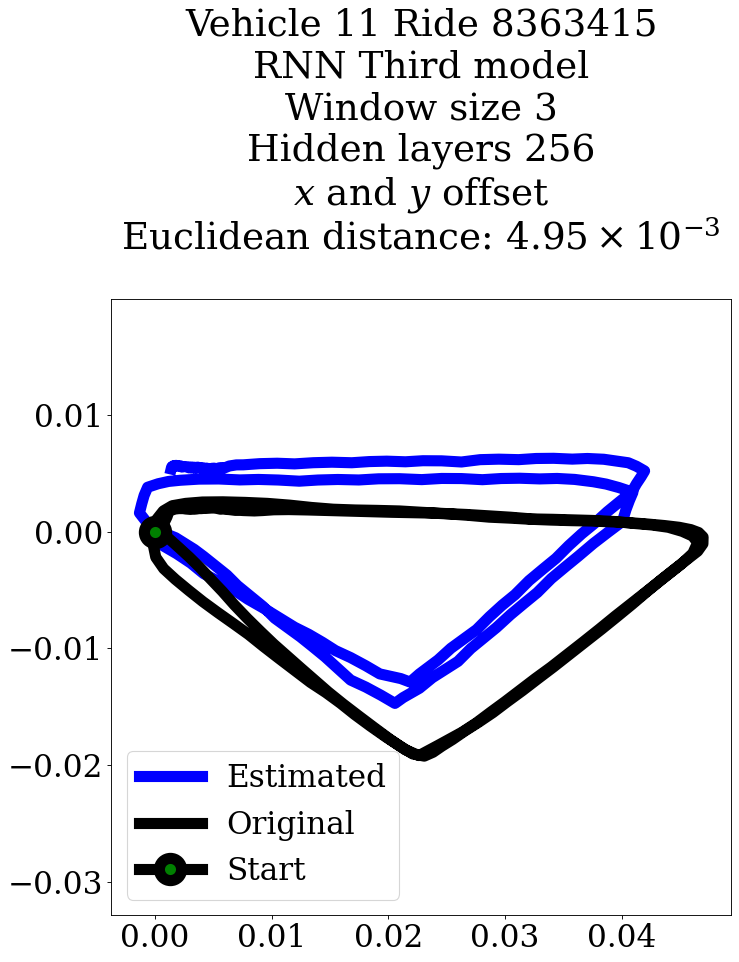 Vehicle 11 Ride 8363415
RNN Third model
Window size 3
Hidden layers 256
x and y offset
Euclidean distance: 4.95 × 10⁻³
0.01
0.00
−0.01
−0.02
−0.03
Estimated
Original
Start
0.00 0.01 0.02 0.03 0.04